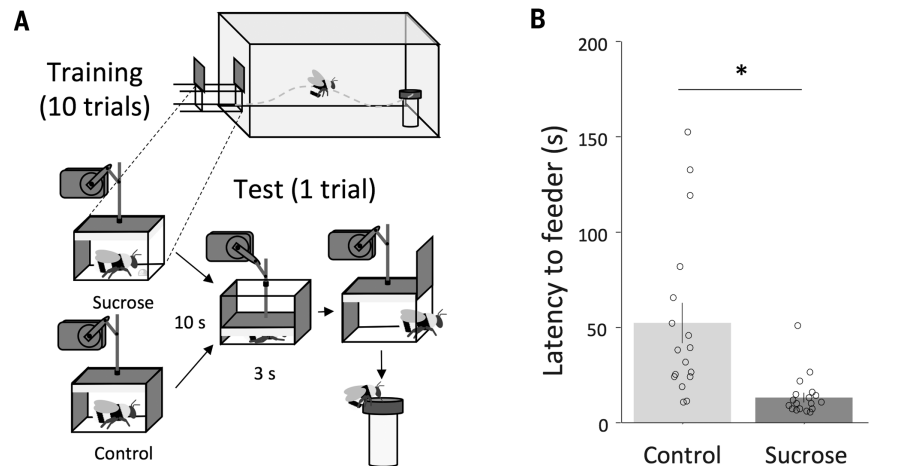 A
Training
(10 trials)
Test (1 trial)
Sucrose
10 s
3 s
Control
B
*
Latency to feeder (s)
200
150
100
50
0
Control
Sucrose